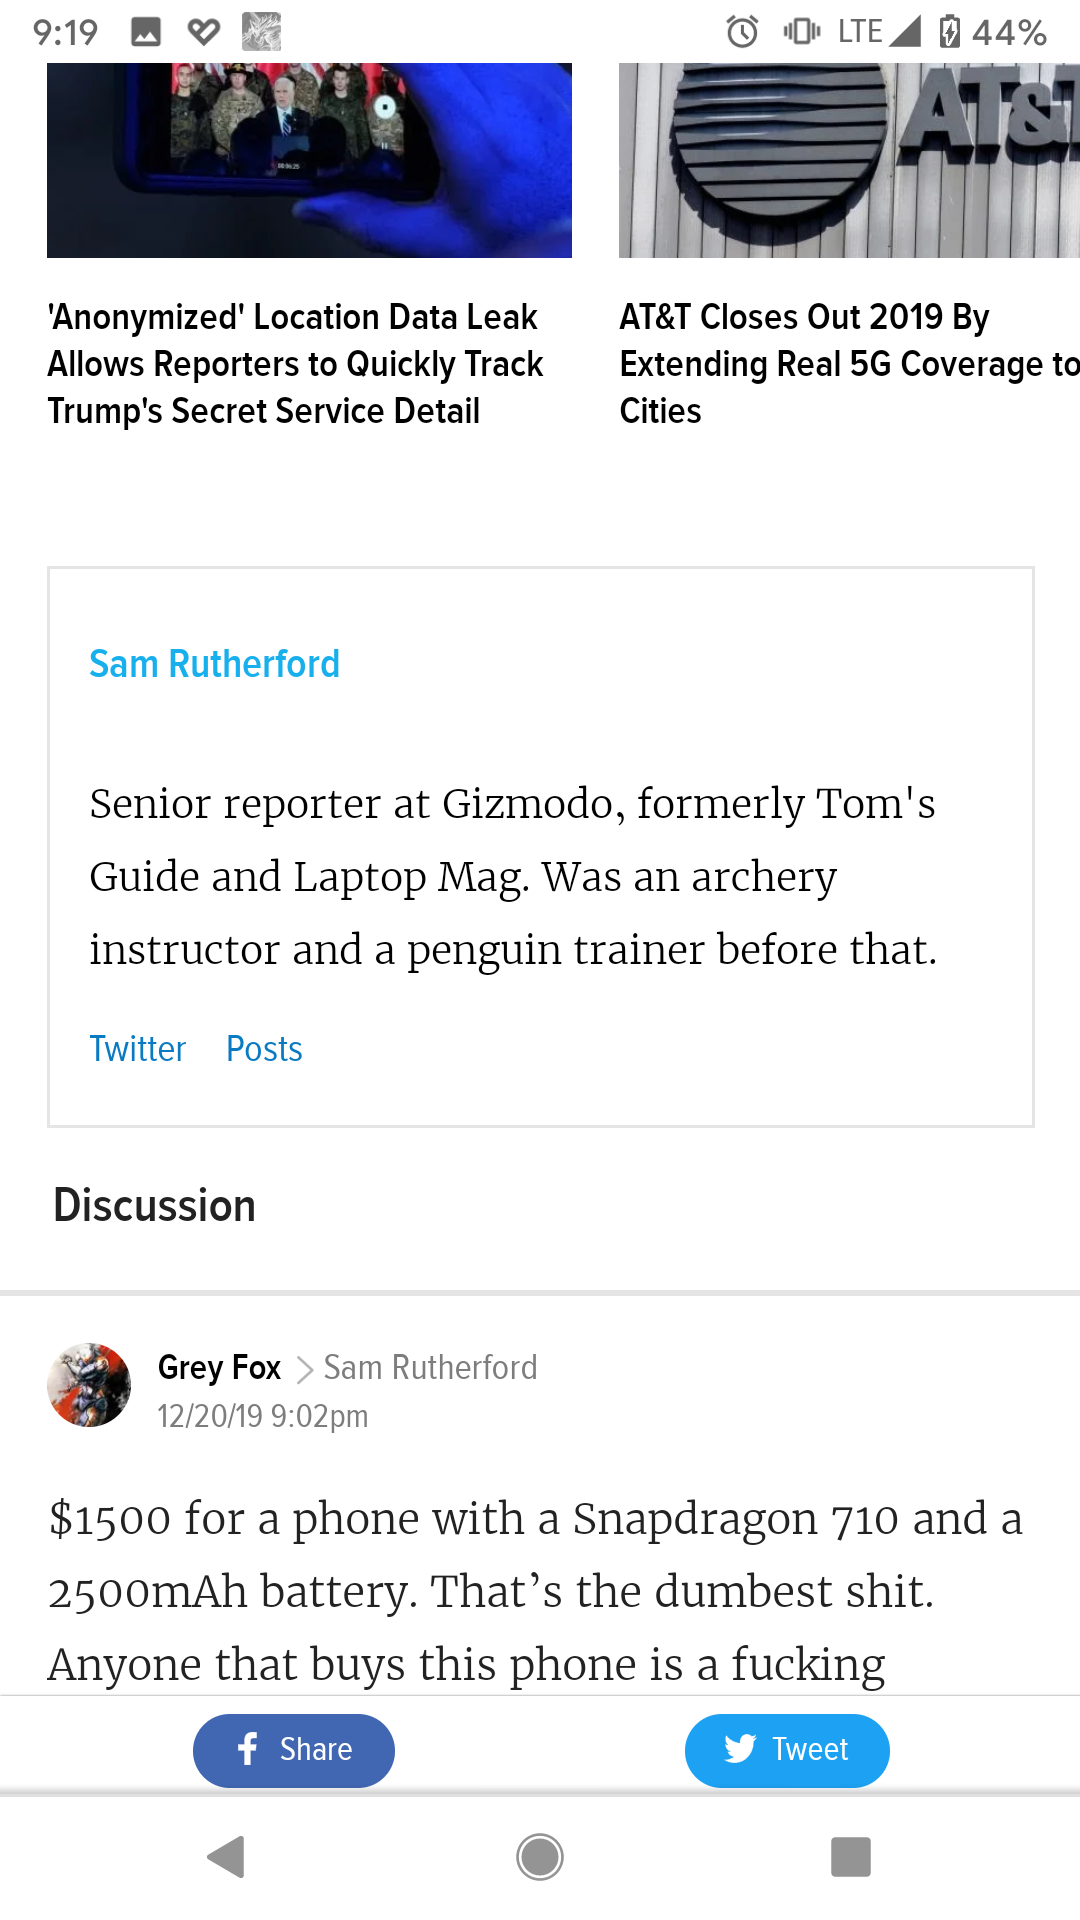 9:19 LTE 44%
00:56:25
AT&T
'Anonymized' Location Data Leak
Allows Reporters to Quickly Track
Trump's Secret Service Detail
AT&T Closes Out 2019 By
Extending Real 5G Coverage to
Cities
Sam Rutherford
Senior reporter at Gizmodo, formerly Tom's
Guide and Laptop Mag. Was an archery
instructor and a penguin trainer before that.
Twitter Posts
Discussion
Grey Fox > Sam Rutherford
12/20/19 9:02pm
$1500 for a phone with a Snapdragon 710 and a
2500mAh battery. That’s the dumbest shit.
Anyone that buys this phone is a fucking
Share Tweet